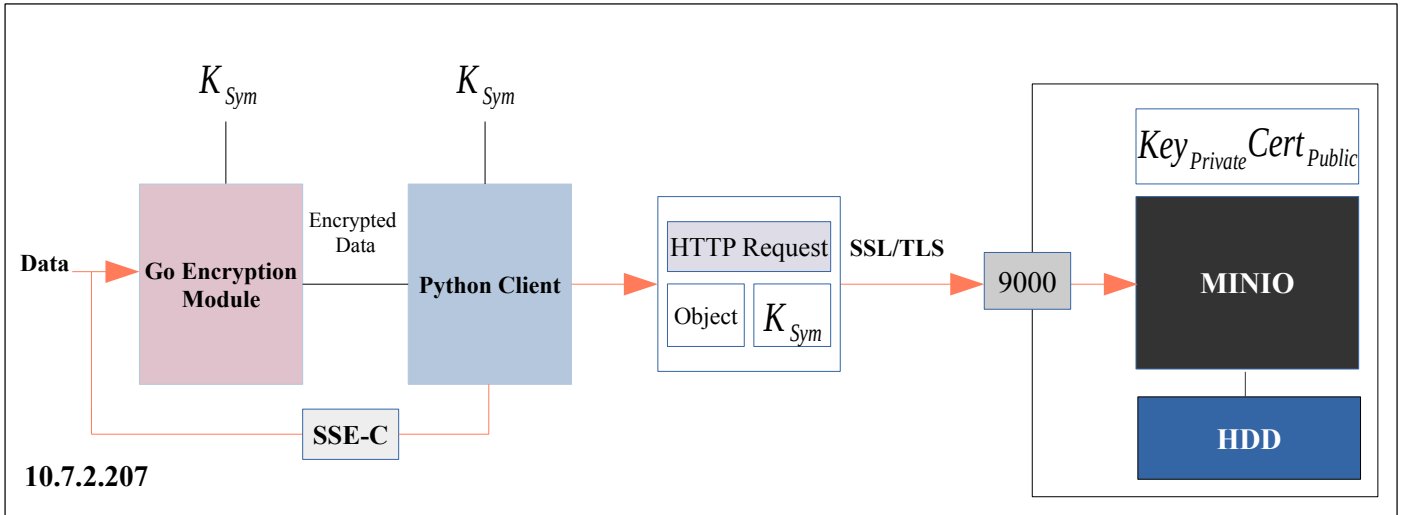 K Sym
K Sym
Key Private Cert Public
Encrypted
Data
HTTP Request
SSL/TLS
Data
Go Encryption
Module
Python Client
9000
MINIO
Object
K Sym
SSE-C
HDD
10.7.2.207